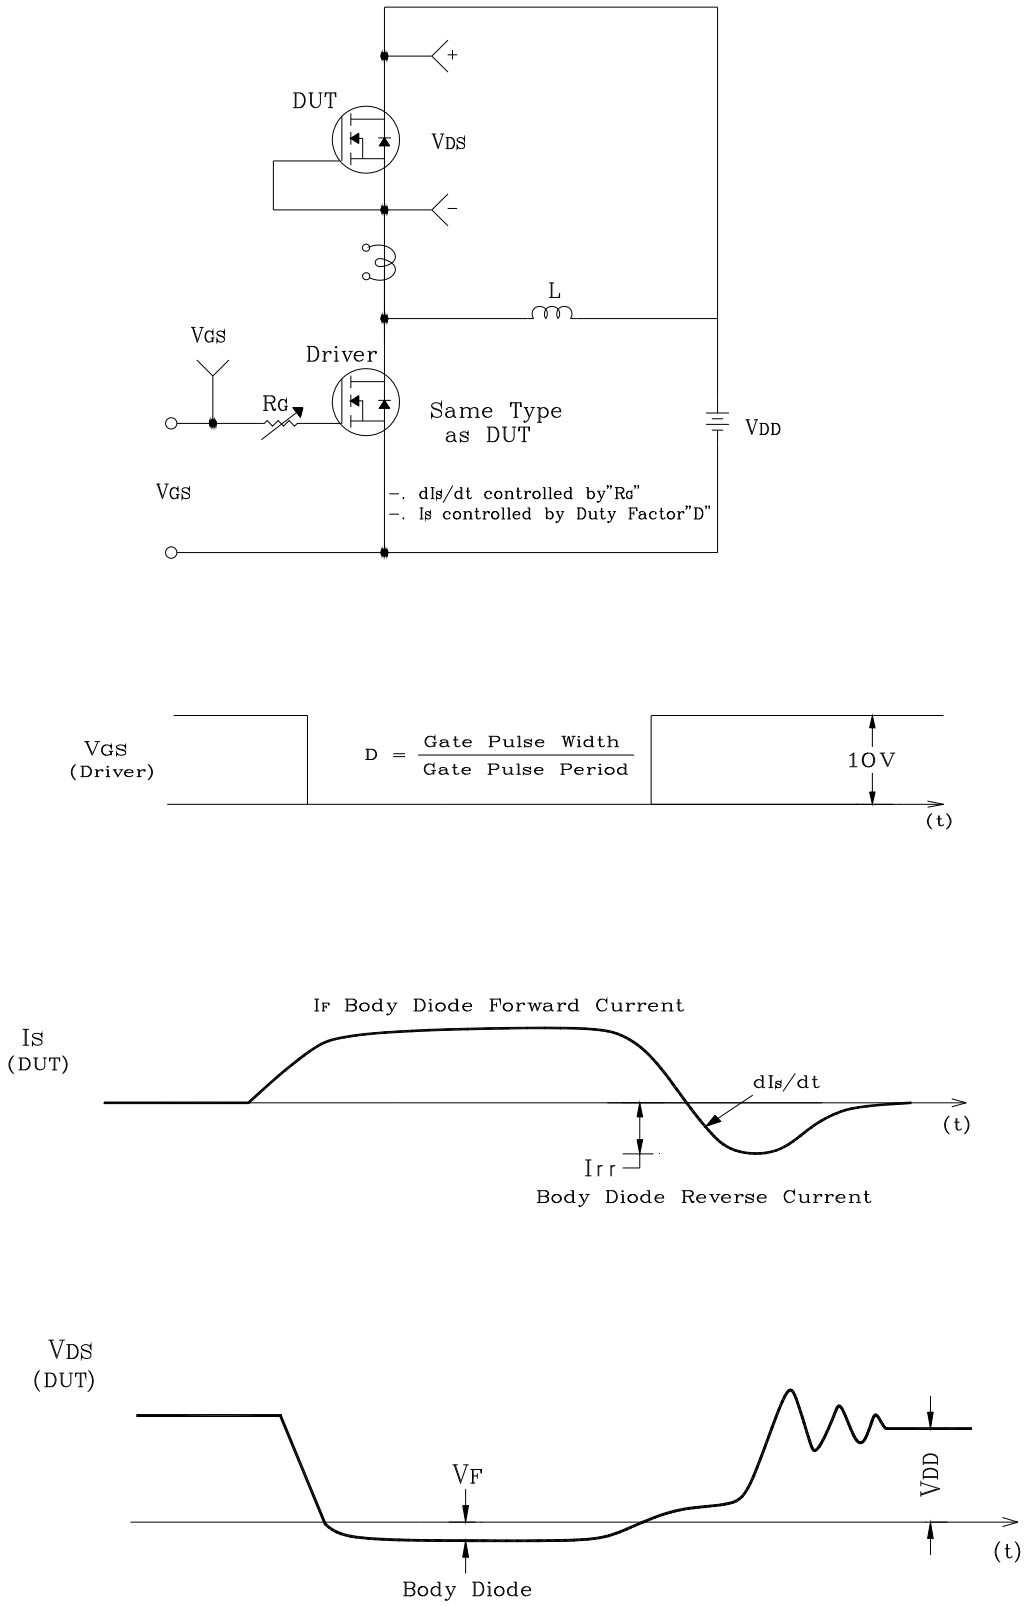 +
DUT
VDS
−
L
VGS
Driver
RG
Same Type
as DUT
VDD
VGS
−. dIs/dt controlled by"RG"
−. Is controlled by Duty Factor"D"
VGS
(Driver)
D = Gate Pulse Width
Gate Pulse Period
10V
(t)
IF Body Diode Forward Current
IS
(DUT)
dIs/dt
(t)
Irr
Body Diode Reverse Current
VDS
(DUT)
VF
VDD
(t)
Body Diode